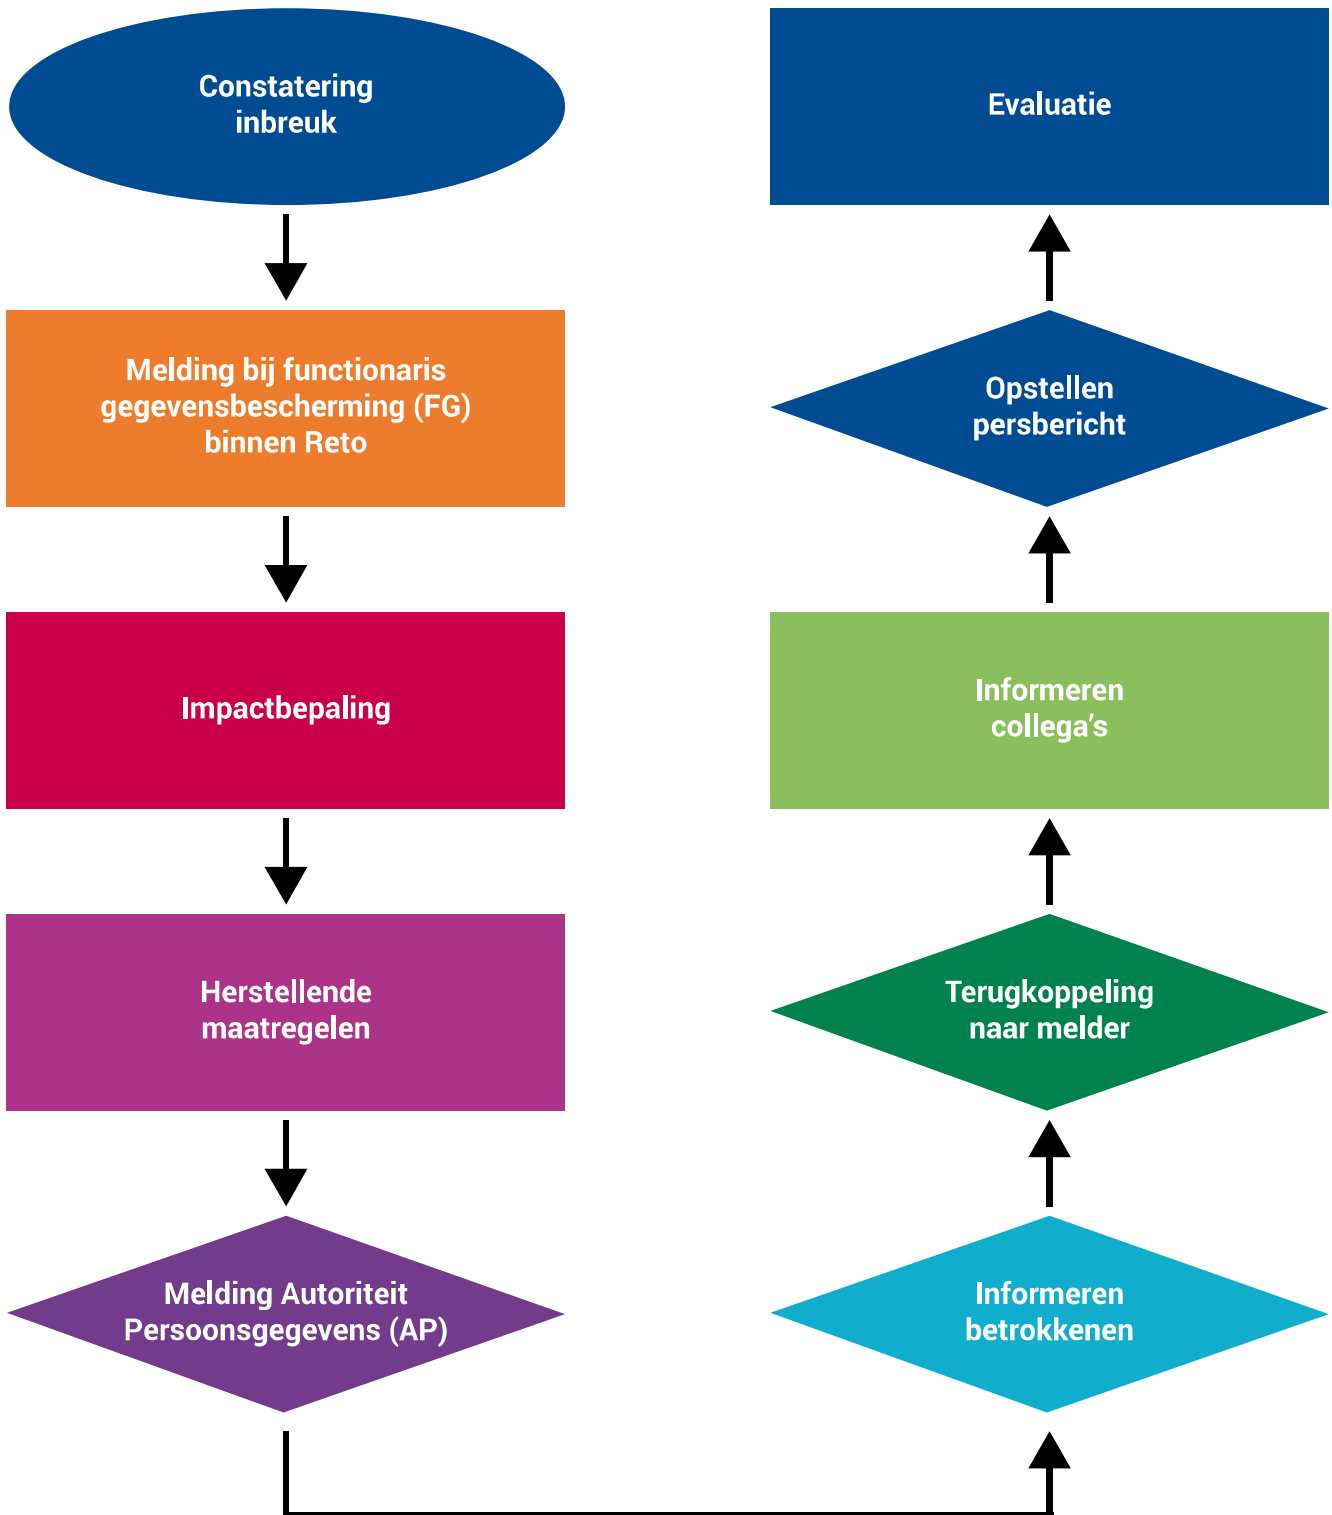 Constatering
inbreuk
Melding bij functionaris
gegevensbescherming (FG)
binnen Reto
Impactbepaling
Herstellende
maatregelen
Melding Autoriteit
Persoonsgegevens (AP)
Informeren
betrokkenen
Terugkoppeling
naar melder
Informeren
collega’s
Opstellen
persbericht
Evaluatie